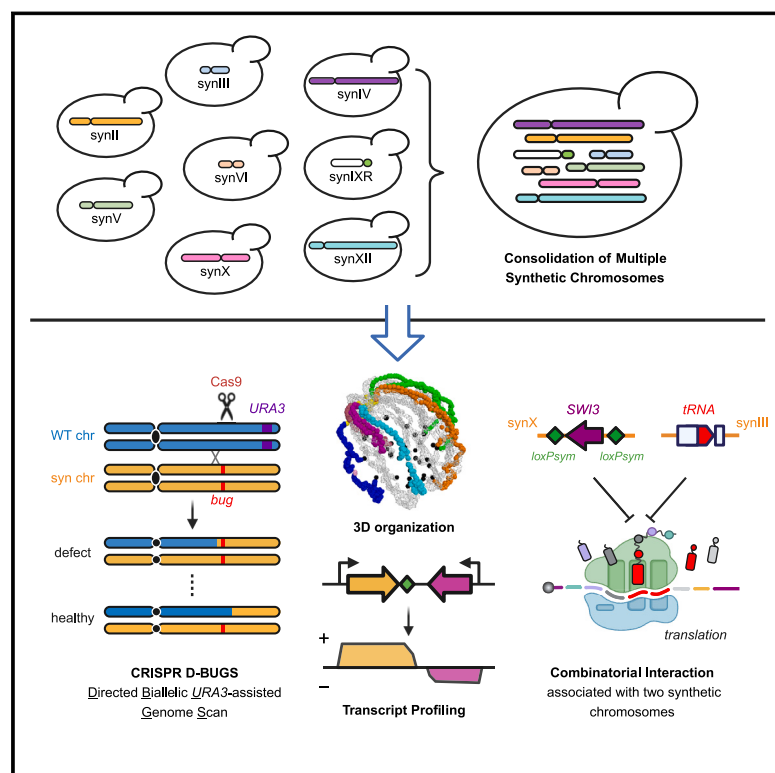 synIII
synIV
synII
synVI
synIXR
synV
synX
synXII
Consolidation of Multiple
Synthetic Chromosomes
Cas9
URA3
WT chr
syn chr
bug
defect
healthy
CRISPR D-BUGS
Directed Biallelic URA3-assisted
Genome Scan
3D organization
+
–
Transcript Profiling
SWI3
tRNA
synX
synIII
loxPsym
loxPsym
translation
Combinatorial Interaction
associated with two synthetic
chromosomes